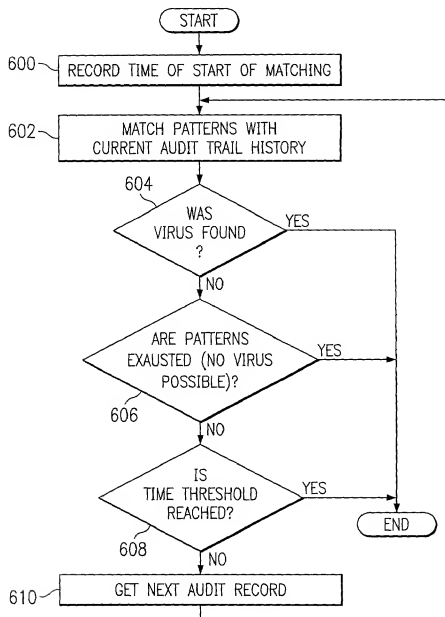 START
600
RECORD TIME OF START OF MATCHING
602
MATCH PATTERNS WITH
CURRENT AUDIT TRAIL HISTORY
604
WAS
VIRUS FOUND
?
YES
NO
ARE PATTERNS
EXAUSTED (NO VIRUS
POSSIBLE)?
YES
606
NO
IS
TIME THRESHOLD
REACHED?
YES
END
608
NO
610
GET NEXT AUDIT RECORD